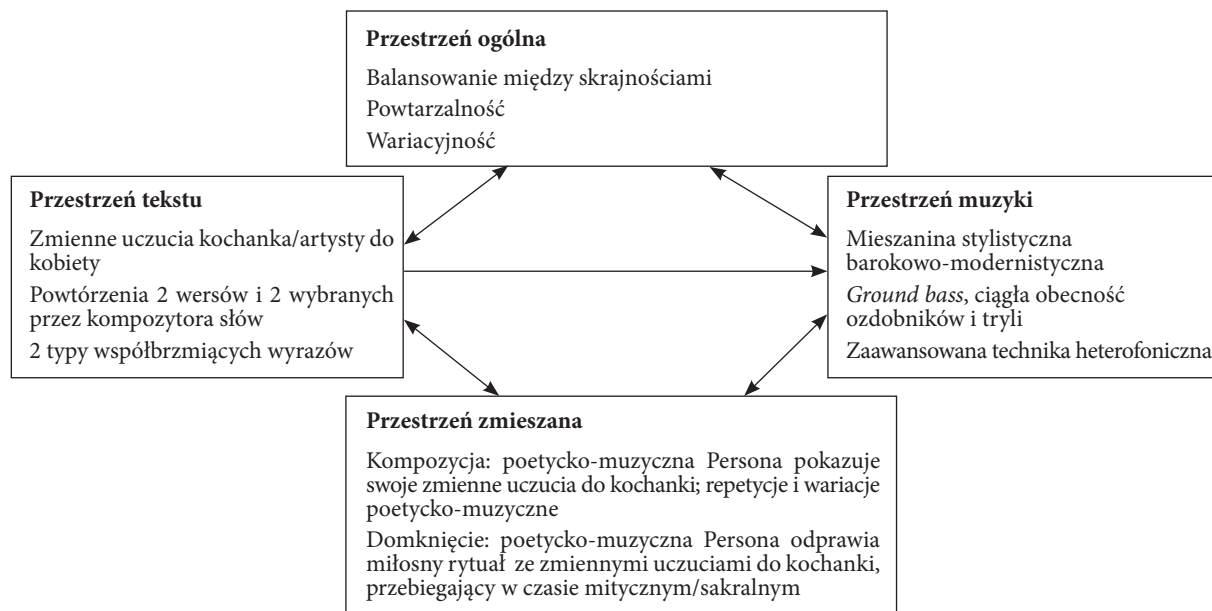 Przestrzeń ogólna
Balansowanie między skrajnościami
Powtarzalność
Wariacyjność
Przestrzeń tekstu
Zmienne uczucia kochanka/artysty do
kobiety
Powtórzenia 2 wersów i 2 wybranych
przez kompozytora słów
2 typy współbrzmiących wyrazów
Przestrzeń muzyki
Mieszanina stylistyczna
barokowo-modernistyczna
Ground bass, ciągła obecność
ozdobników i tryli
Zaawansowana technika heterofoniczna
Przestrzeń zmieszana
Kompozycja: poetycko-muzyczna Persona pokazuje
swoje zmienne uczucia do kochanki; repetycje i wariacje
poetycko-muzyczne
Domknięcie: poetycko-muzyczna Persona odprawia
miłosny rytuał ze zmiennymi uczuciami do kochanki,
przebiegający w czasie mitycznym/sakralnym